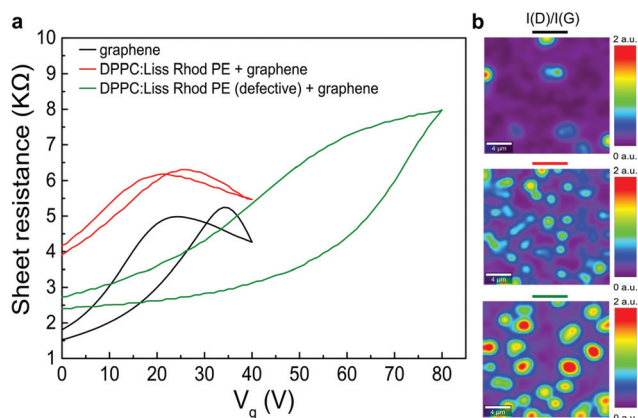 a
b
I(D)/I(G)
graphene
DPPC:Liss Rhod PE + graphene
DPPC:Liss Rhod PE (defective) + graphene
Sheet resistance (KΩ)
10
9
8
7
6
5
4
3
2
1
0
10
20
30
40
50
60
70
80
V_g (V)
2 a.u.
4 µm
0 a.u.
2 a.u.
4 µm
0 a.u.
2 a.u.
4 µm
0 a.u.